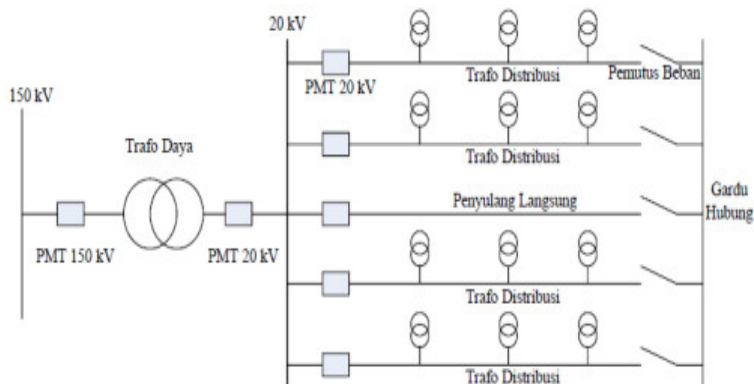 20 kV
150 kV
PMT 20 kV
Trafo Distribusi
Pemutus Beban
Trafo Daya
Trafo Distribusi
Penyulang Langsung
Gardu
Hubung
PMT 150 kV
PMT 20 kV
Trafo Distribusi
Trafo Distribusi